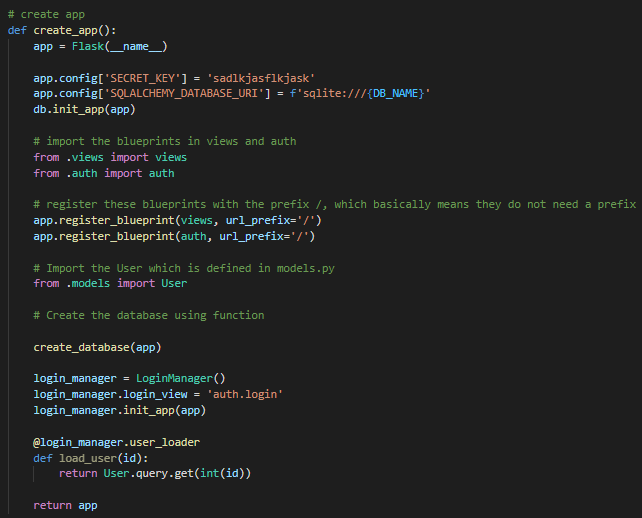 # create app
def create_app():
    app = Flask(__name__)
    app.config['SECRET_KEY'] = 'sadlkjasflkjask'
    app.config['SQLALCHEMY_DATABASE_URI'] = f'sqlite:///{DB_NAME}'
    db.init_app(app)
    # import the blueprints in views and auth
    from .views import views
    from .auth import auth
    # register these blueprints with the prefix /, which basically means they do not need a prefix
    app.register_blueprint(views, url_prefix='/')
    app.register_blueprint(auth, url_prefix='/')
    # Import the User which is defined in models.py
    from .models import User
    # Create the database using function
    create_database(app)
    login_manager = LoginManager()
    login_manager.login_view = 'auth.login'
    login_manager.init_app(app)
    @login_manager.user_loader
    def load_user(id):
        return User.query.get(int(id))
    return app